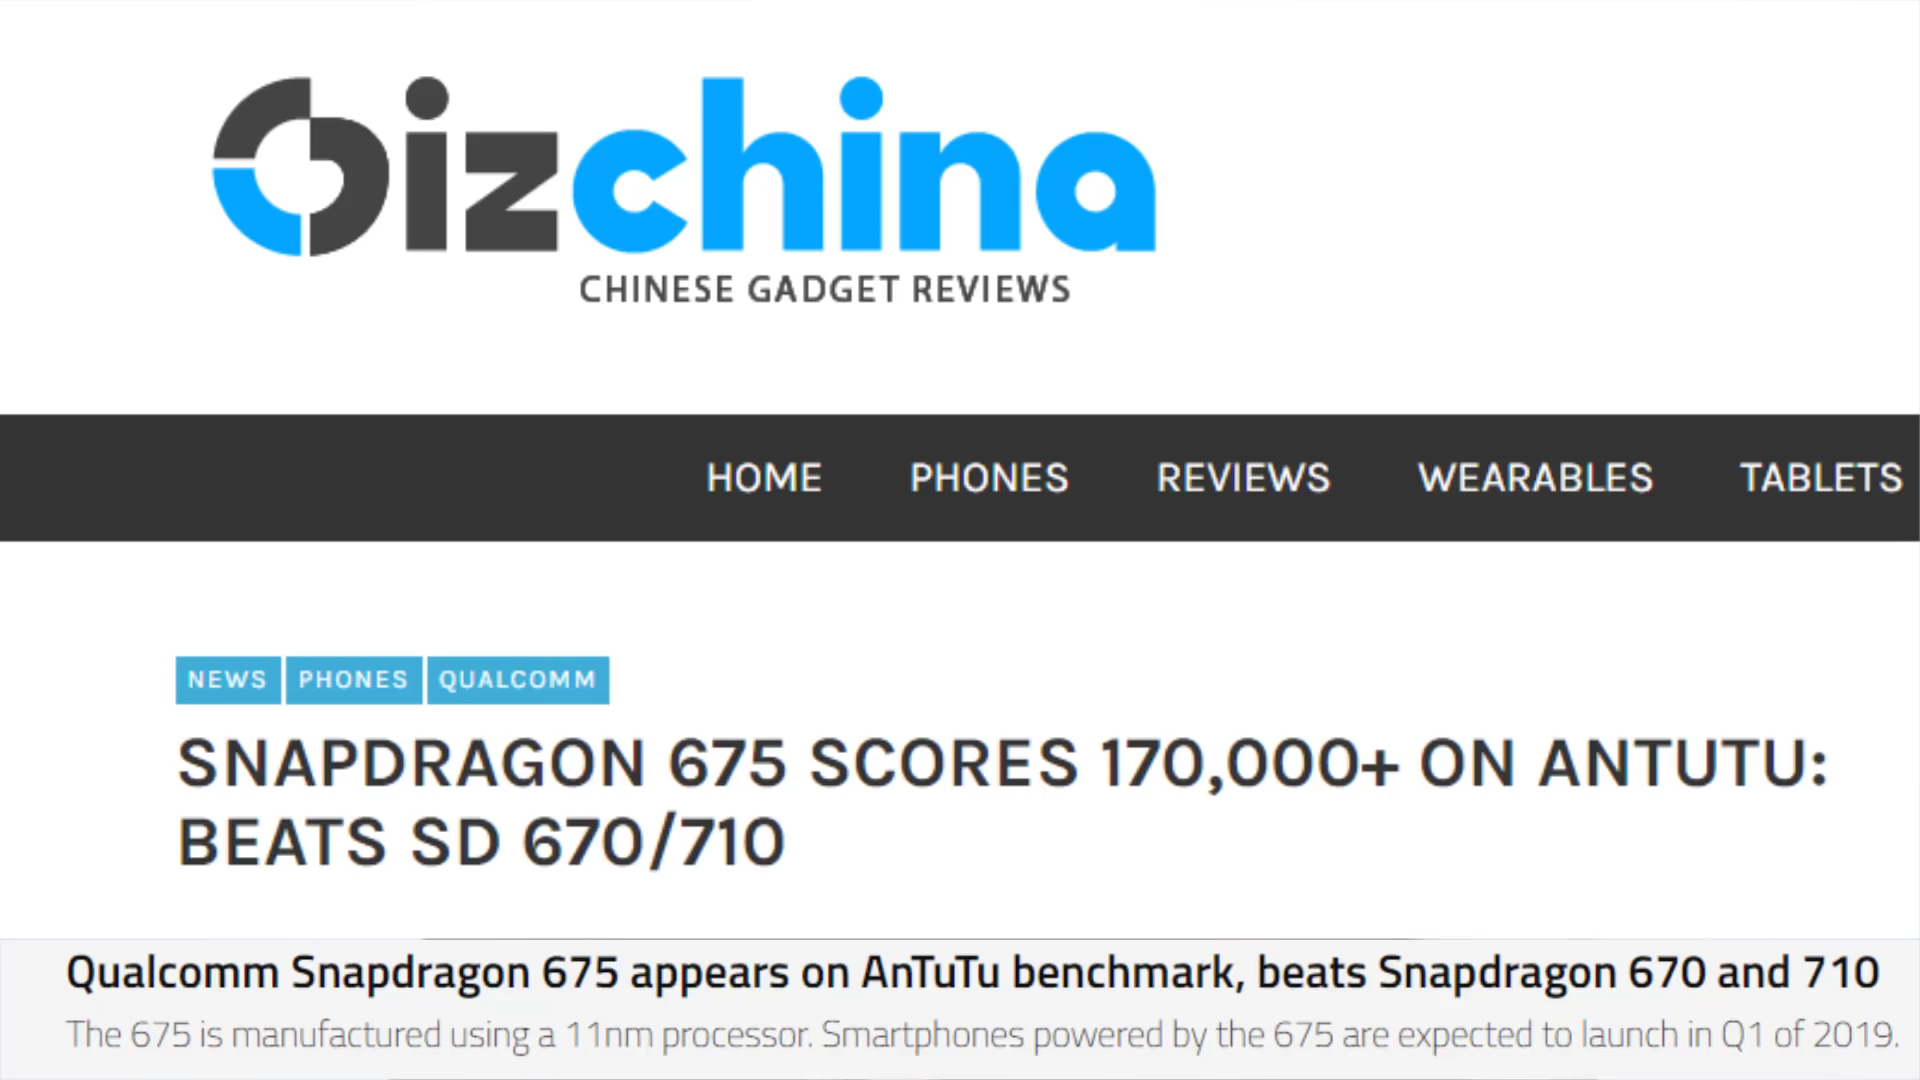 Gizchina
CHINESE GADGET REVIEWS
HOME PHONES REVIEWS WEARABLES TABLETS
NEWS PHONES QUALCOMM
SNAPDRAGON 675 SCORES 170,000+ ON ANTUTU:
BEATS SD 670/710
Qualcomm Snapdragon 675 appears on AnTuTu benchmark, beats Snapdragon 670 and 710
The 675 is manufactured using a 11nm processor. Smartphones powered by the 675 are expected to launch in Q1 of 2019.